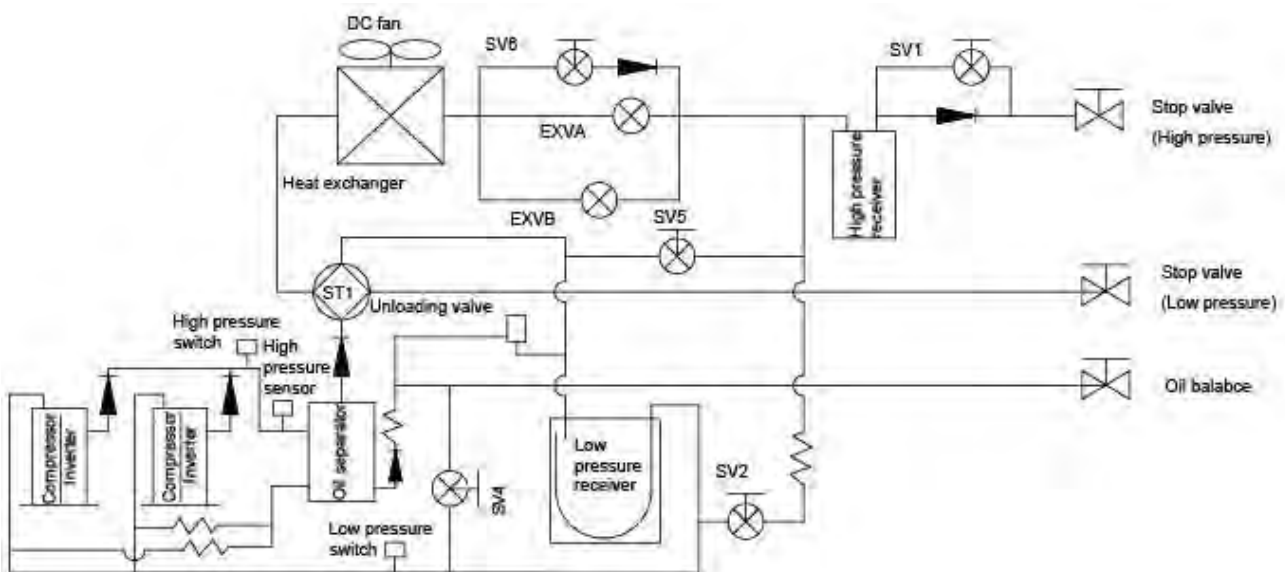 DC fan
SV6
SV1
EXVA
Stop valve
(High pressure)
Heat exchanger
High pressure
receiver
EXVB
SV5
ST1
Unloading valve
Stop valve
(Low pressure)
High pressure
switch
High
pressure
sensor
Oil balabce
Compressor
Inverter
Compressor
Inverter
Oil separator
Low
pressure
receiver
SV2
SV4
Low pressure
switch